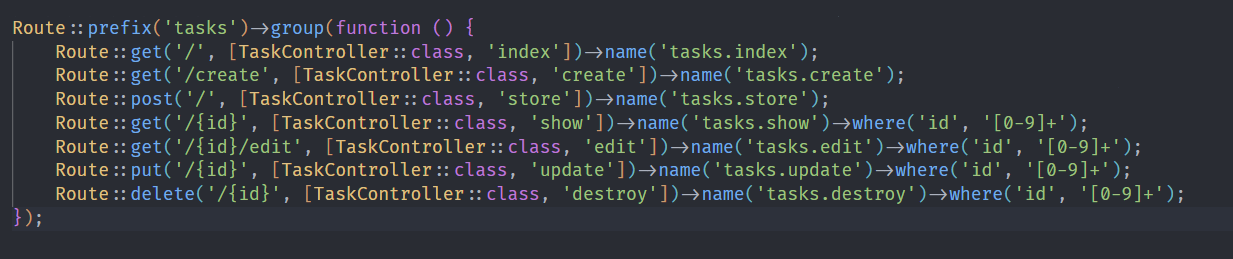 Route::prefix('tasks')->group(function () {
    Route::get('/', [TaskController::class, 'index'])->name('tasks.index');
    Route::get('/create', [TaskController::class, 'create'])->name('tasks.create');
    Route::post('/', [TaskController::class, 'store'])->name('tasks.store');
    Route::get('/{id}', [TaskController::class, 'show'])->name('tasks.show')->where('id', '[0-9]+');
    Route::get('/{id}/edit', [TaskController::class, 'edit'])->name('tasks.edit')->where('id', '[0-9]+');
    Route::put('/{id}', [TaskController::class, 'update'])->name('tasks.update')->where('id', '[0-9]+');
    Route::delete('/{id}', [TaskController::class, 'destroy'])->name('tasks.destroy')->where('id', '[0-9]+');
});